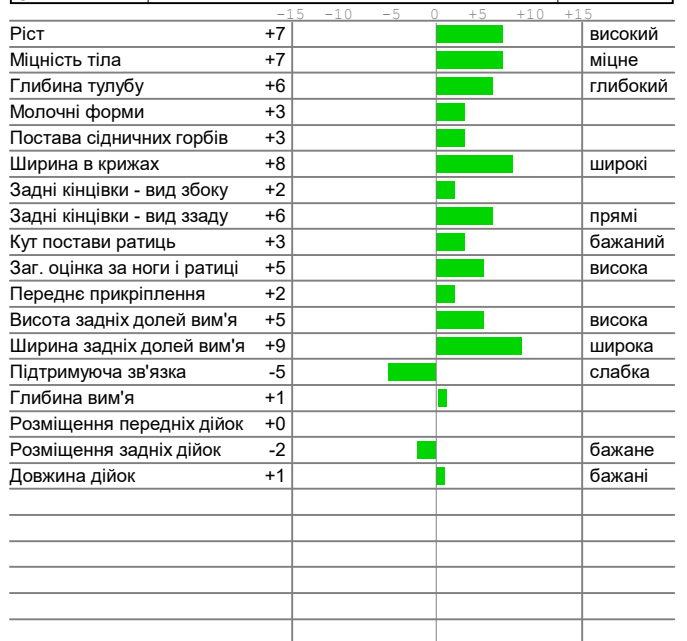 -15 -10 -5 0 +5 +10 +15
Ріст +7 високий
Міцність тіла +7 міцне
Глибина тулубу +6 глибокий
Молочні форми +3
Постава сідничних горбів +3
Ширина в крижах +8 широкі
Задні кінцівки - вид збоку +2
Задні кінцівки - вид ззаду +6 прямі
Кут постави ратиць +3 бажаний
Заг. оцінка за ноги і ратиці +5 висока
Переднє прикріплення +2
Висота задніх долей вим'я +5 висока
Ширина задніх долей вим'я +9 широка
Підтримуюча зв'язка -5 слабка
Глибина вим'я +1
Розміщення передніх дійок +0
Розміщення задніх дійок -2 бажане
Довжина дійок +1 бажані